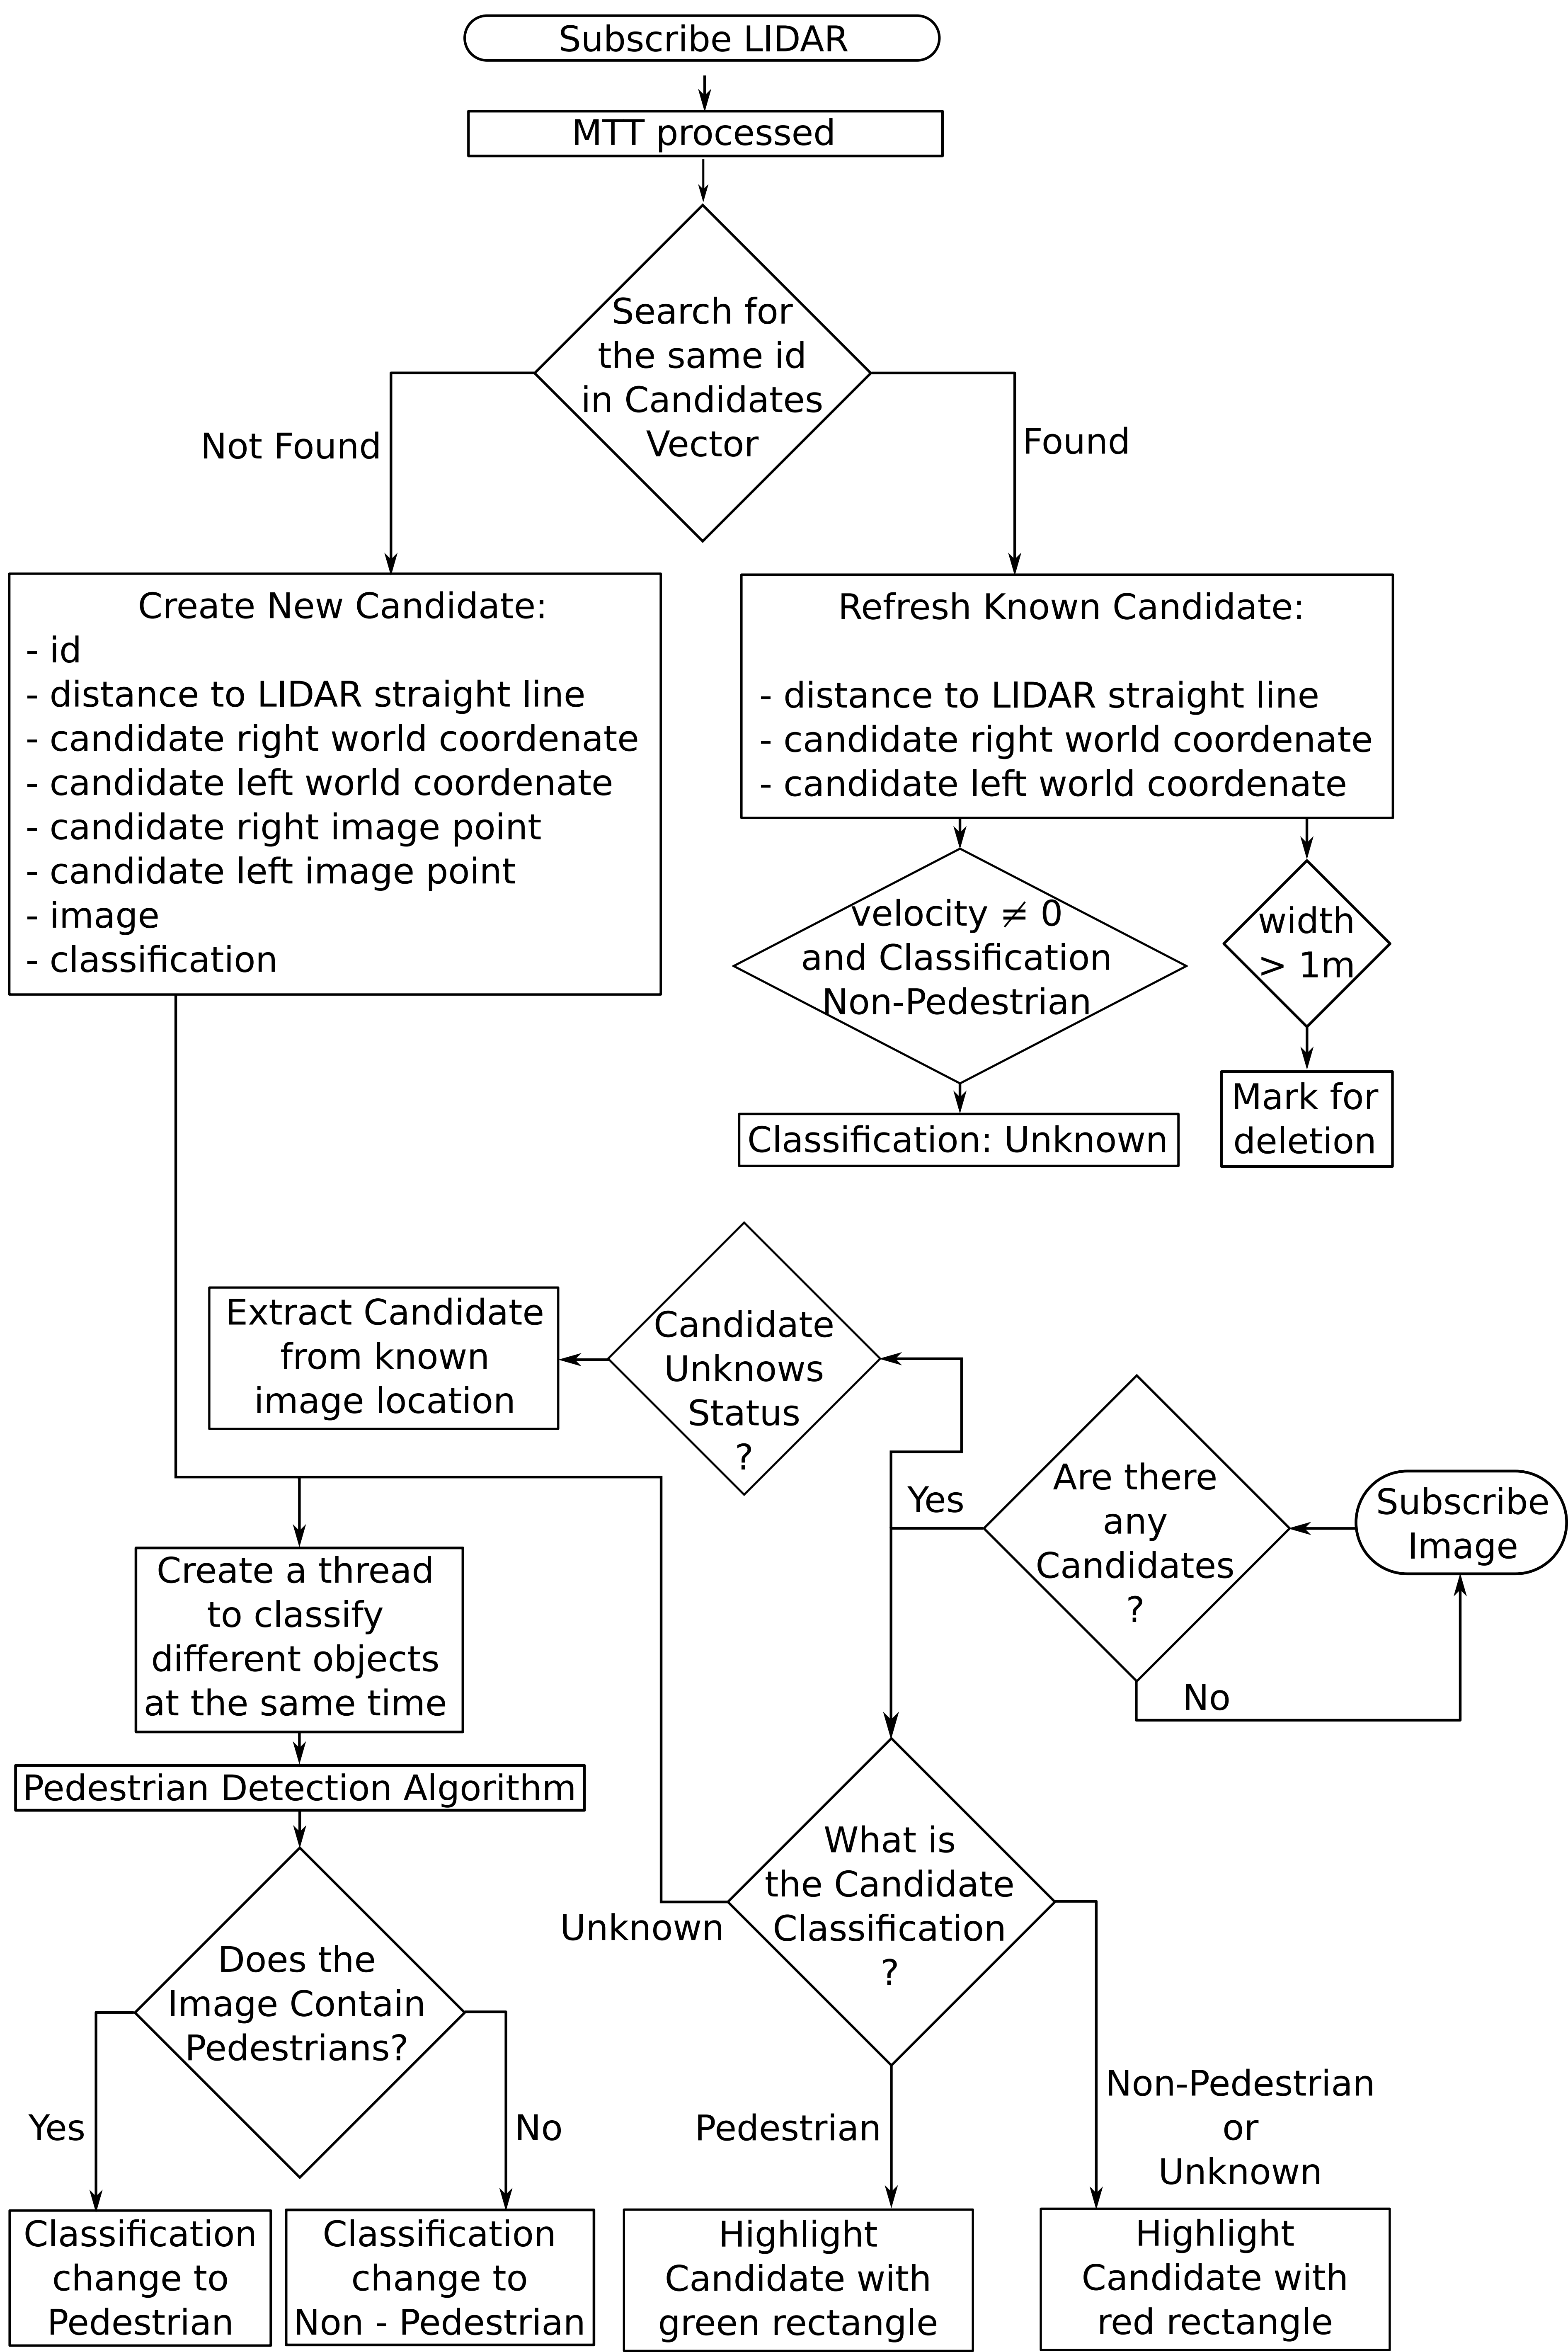 Subscribe LIDAR
MTT processed
Search for
the same id
in Candidates
Vector
Not Found
Found
Create New Candidate:
- id
- distance to LIDAR straight line
- candidate right world coordenate
- candidate left world coordenate
- candidate right image point
- candidate left image point
- image
- classification
Refresh Known Candidate:
- distance to LIDAR straight line
- candidate right world coordenate
- candidate left world coordenate
velocity ≠ 0
and Classification
Non-Pedestrian
width
> 1m
Classification: Unknown
Mark for
deletion
Extract Candidate
from known
image location
Candidate
Unknows
Status
?
Yes
Are there
any
Candidates
?
Subscribe
Image
No
Create a thread
to classify
different objects
at the same time
Pedestrian Detection Algorithm
Does the
Image Contain
Pedestrians?
Yes
No
What is
the Candidate
Classification
?
Unknown
Pedestrian
Non-Pedestrian
or
Unknown
Classification
change to
Pedestrian
Classification
change to
Non - Pedestrian
Highlight
Candidate with
green rectangle
Highlight
Candidate with
red rectangle